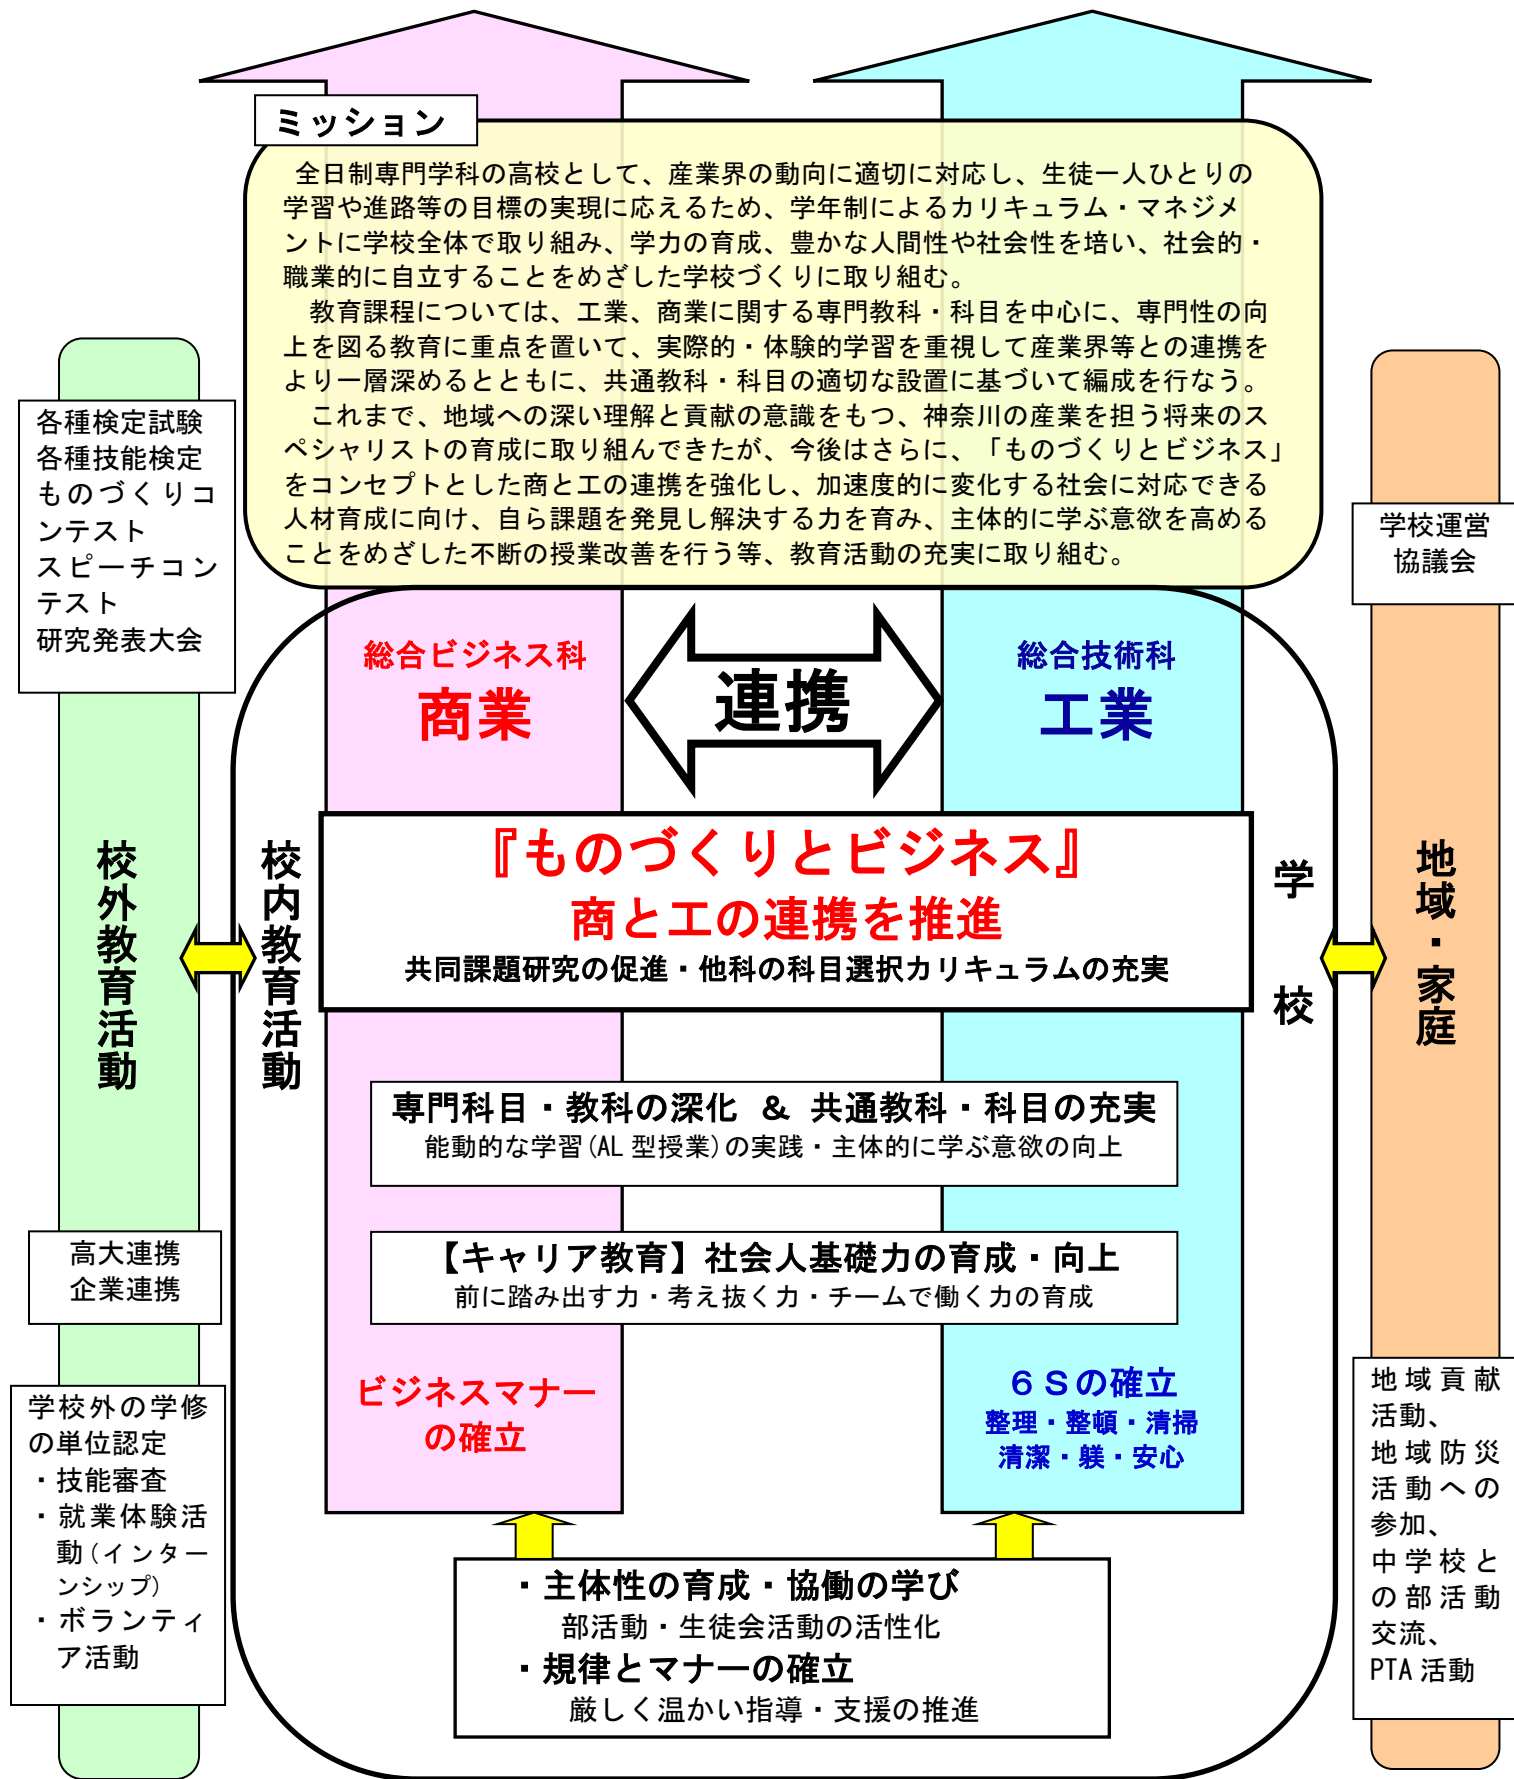 ミッション
全日制専門学科の高校として、産業界の動向に適切に対応し、生徒一人ひとりの
学習や進路等の目標の実現に応えるため、学年制によるカリキュラム・マネジメ
ントに学校全体で取り組み、学力の育成、豊かな人間性や社会性を培い、社会的・
職業的に自立することをめざした学校づくりに取り組む。
教育課程については、工業、商業に関する専門教科・科目を中心に、専門性の向
上を図る教育に重点を置いて、実際的・体験的学習を重視して産業界等との連携を
より一層深めるとともに、共通教科・科目の適切な設置に基づいて編成を行なう。
これまで、地域への深い理解と貢献の意識をもつ、神奈川の産業を担う将来のス
ペシャリストの育成に取り組んできたが、今後はさらに、「ものづくりとビジネス」
をコンセプトとした商と工の連携を強化し、加速度的に変化する社会に対応できる
人材育成に向け、自ら課題を発見し解決する力を育み、主体的に学ぶ意欲を高める
ことをめざした不断の授業改善を行う等、教育活動の充実に取り組む。
各種検定試験
各種技能検定
ものづくりコ
ンテスト
スピーチコン
テスト
研究発表大会
校外教育活動
高大連携
企業連携
学校外の学修
の単位認定
・技能審査
・就業体験活
動(インター
ンシップ)
・ボランティ
ア活動
校内教育活動
総合ビジネス科
商業
連携
総合技術科
工業
『ものづくりとビジネス』
商と工の連携を推進
共同課題研究の促進・他科の科目選択カリキュラムの充実
専門科目・教科の深化 & 共通教科・科目の充実
能動的な学習(AL型授業)の実践・主体的に学ぶ意欲の向上
【キャリア教育】社会人基礎力の育成・向上
前に踏み出す力・考え抜く力・チームで働く力の育成
ビジネスマナー
の確立
6Sの確立
整理・整頓・清掃
清潔・躾・安心
・主体性の育成・協働の学び
部活動・生徒会活動の活性化
・規律とマナーの確立
厳しく温かい指導・支援の推進
学校
学校運営
協議会
地域・家庭
地域貢献
活動、
地域防災
活動への
参加、
中学校と
の部活動
交流、
PTA活動